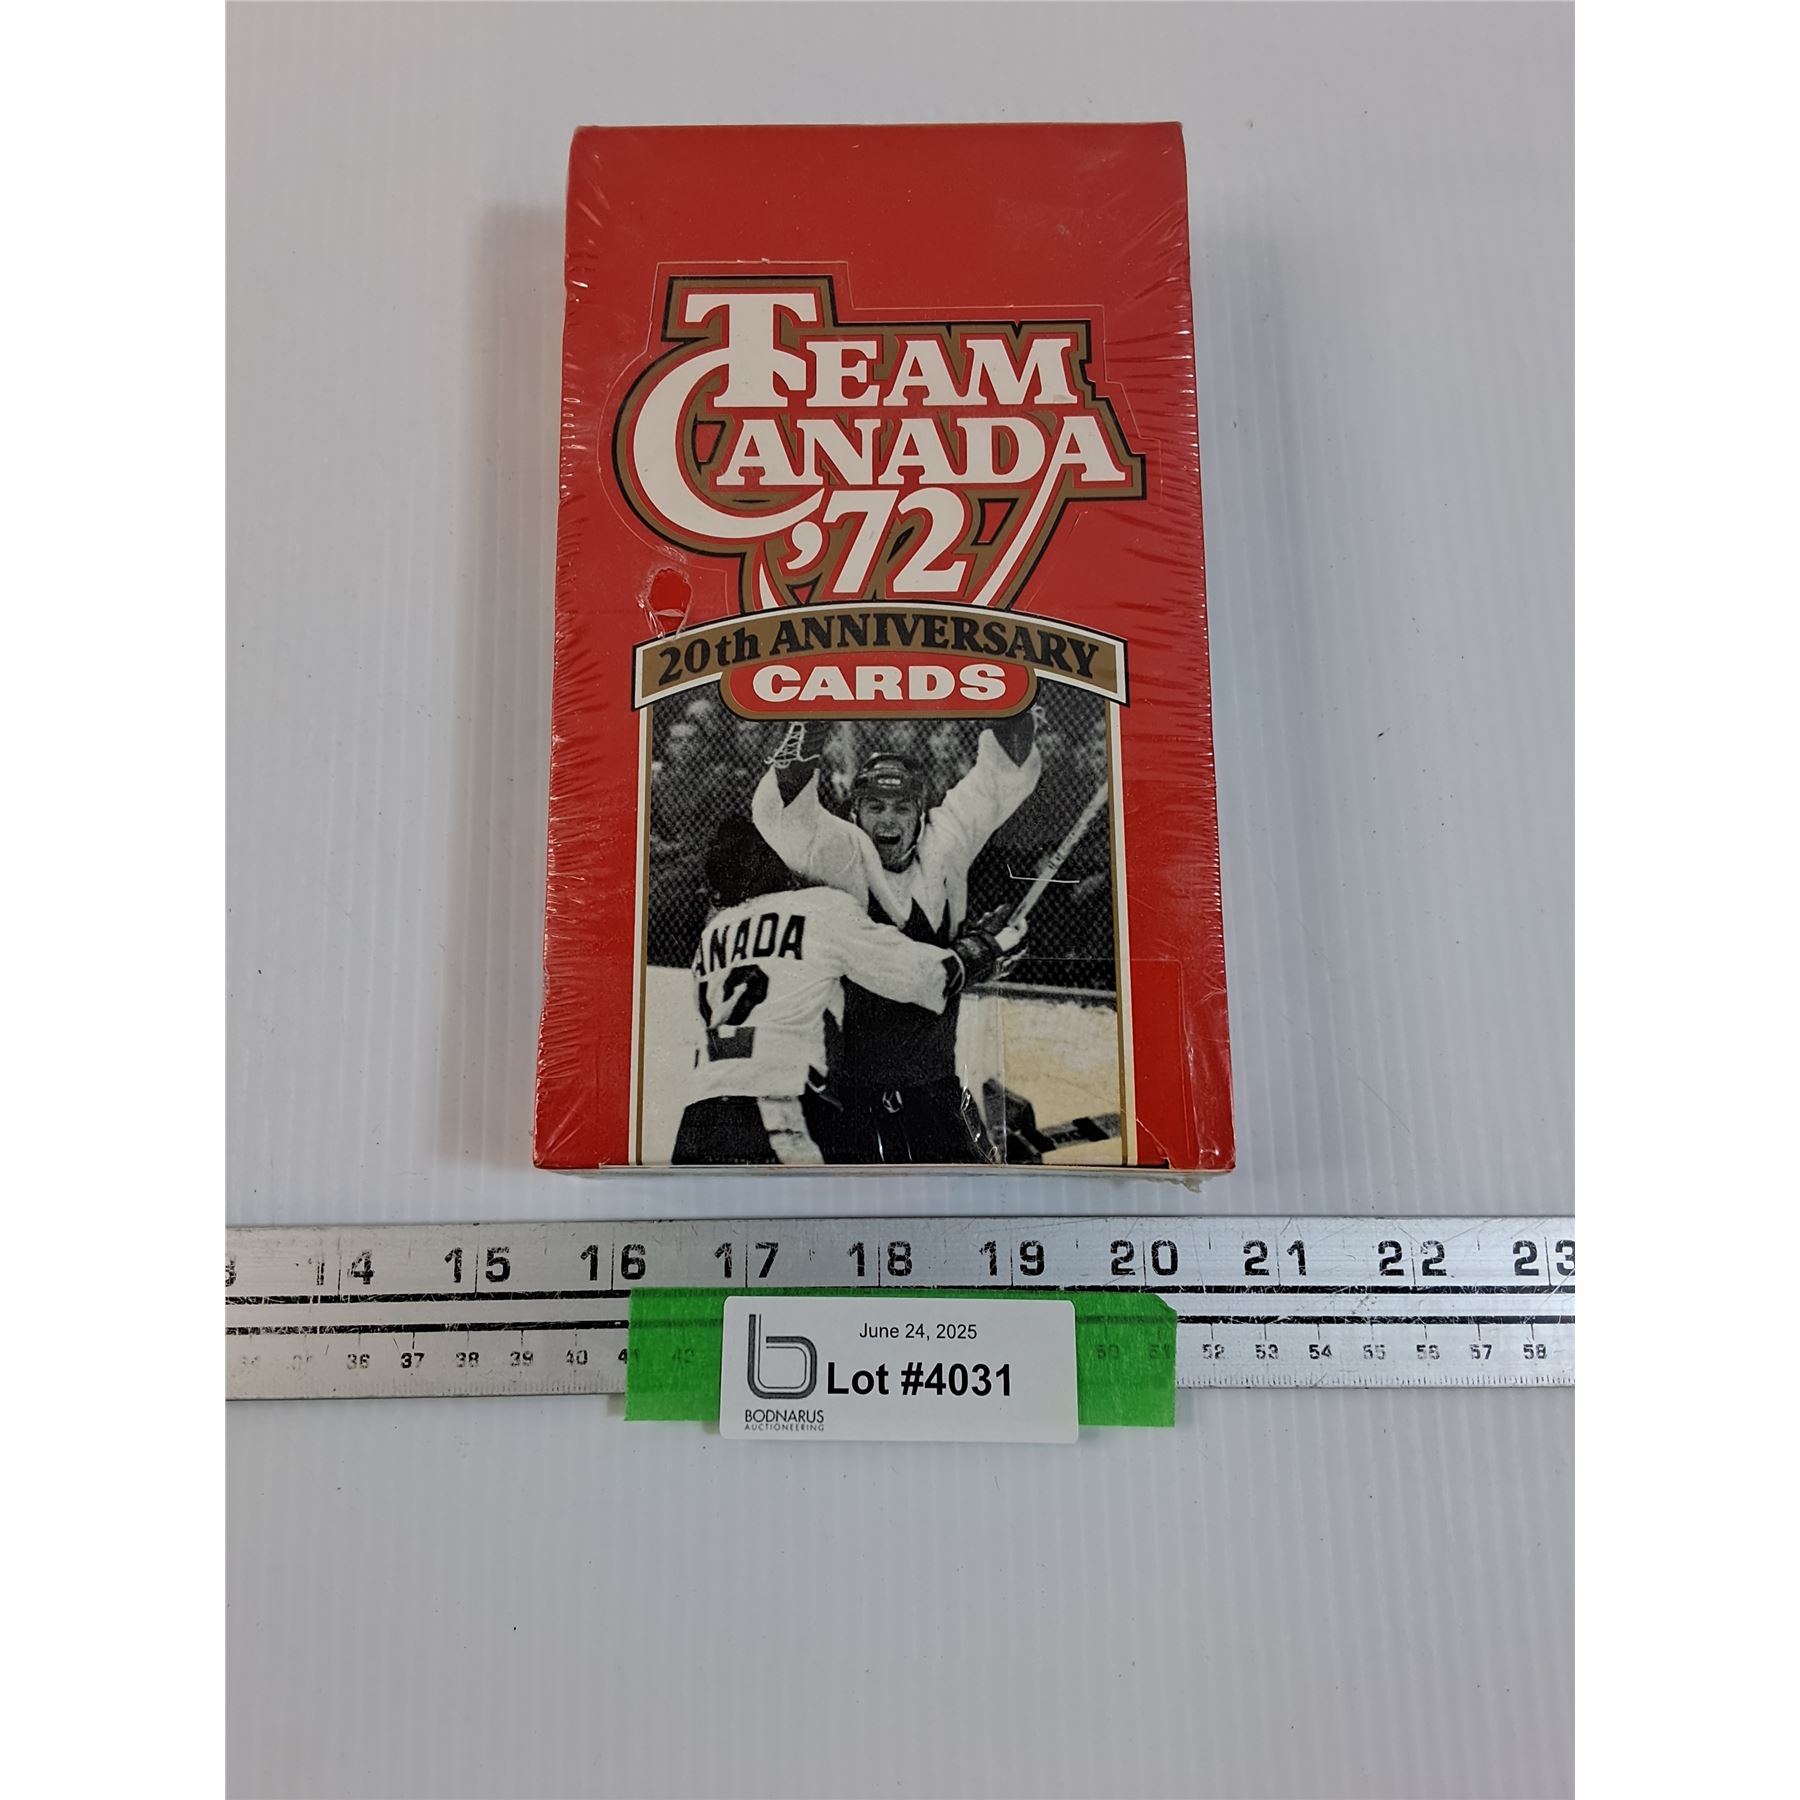 TEAM
CANADA
'72
20th ANNIVERSARY
CARDS
CCM
ANADA
12
14 15 16 17 18 19 20 21 22 23
36 37 38 39 40 41 42 50 51 52 53 54 55 56 57 58
June 24, 2025
Lot #4031
BODNARUS
AUCTIONEERING